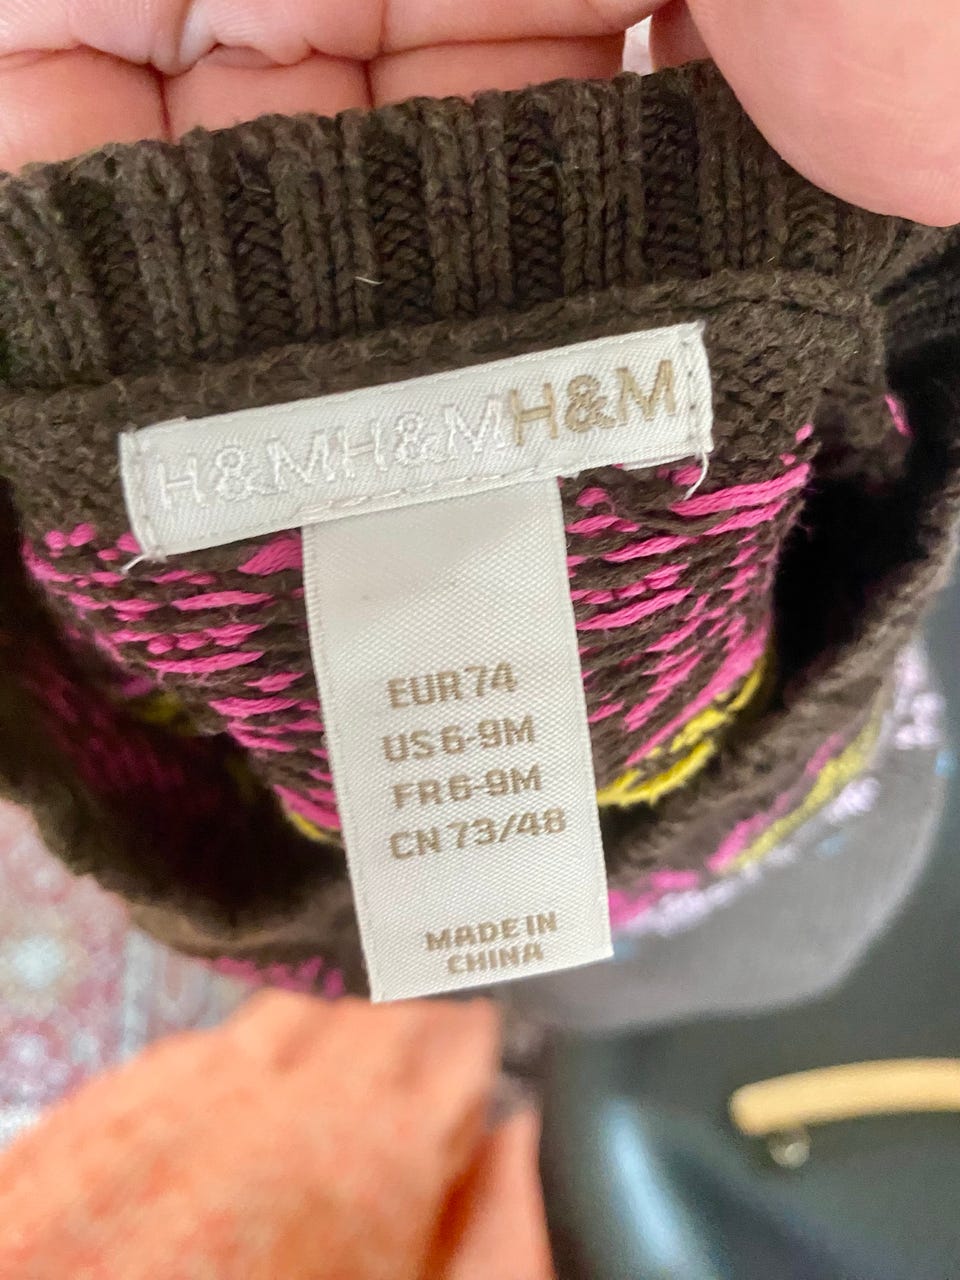 H&MH&MH&M
EUR 74
US 6-9M
FR 6-9M
CN 73/48
MADE IN
CHINA